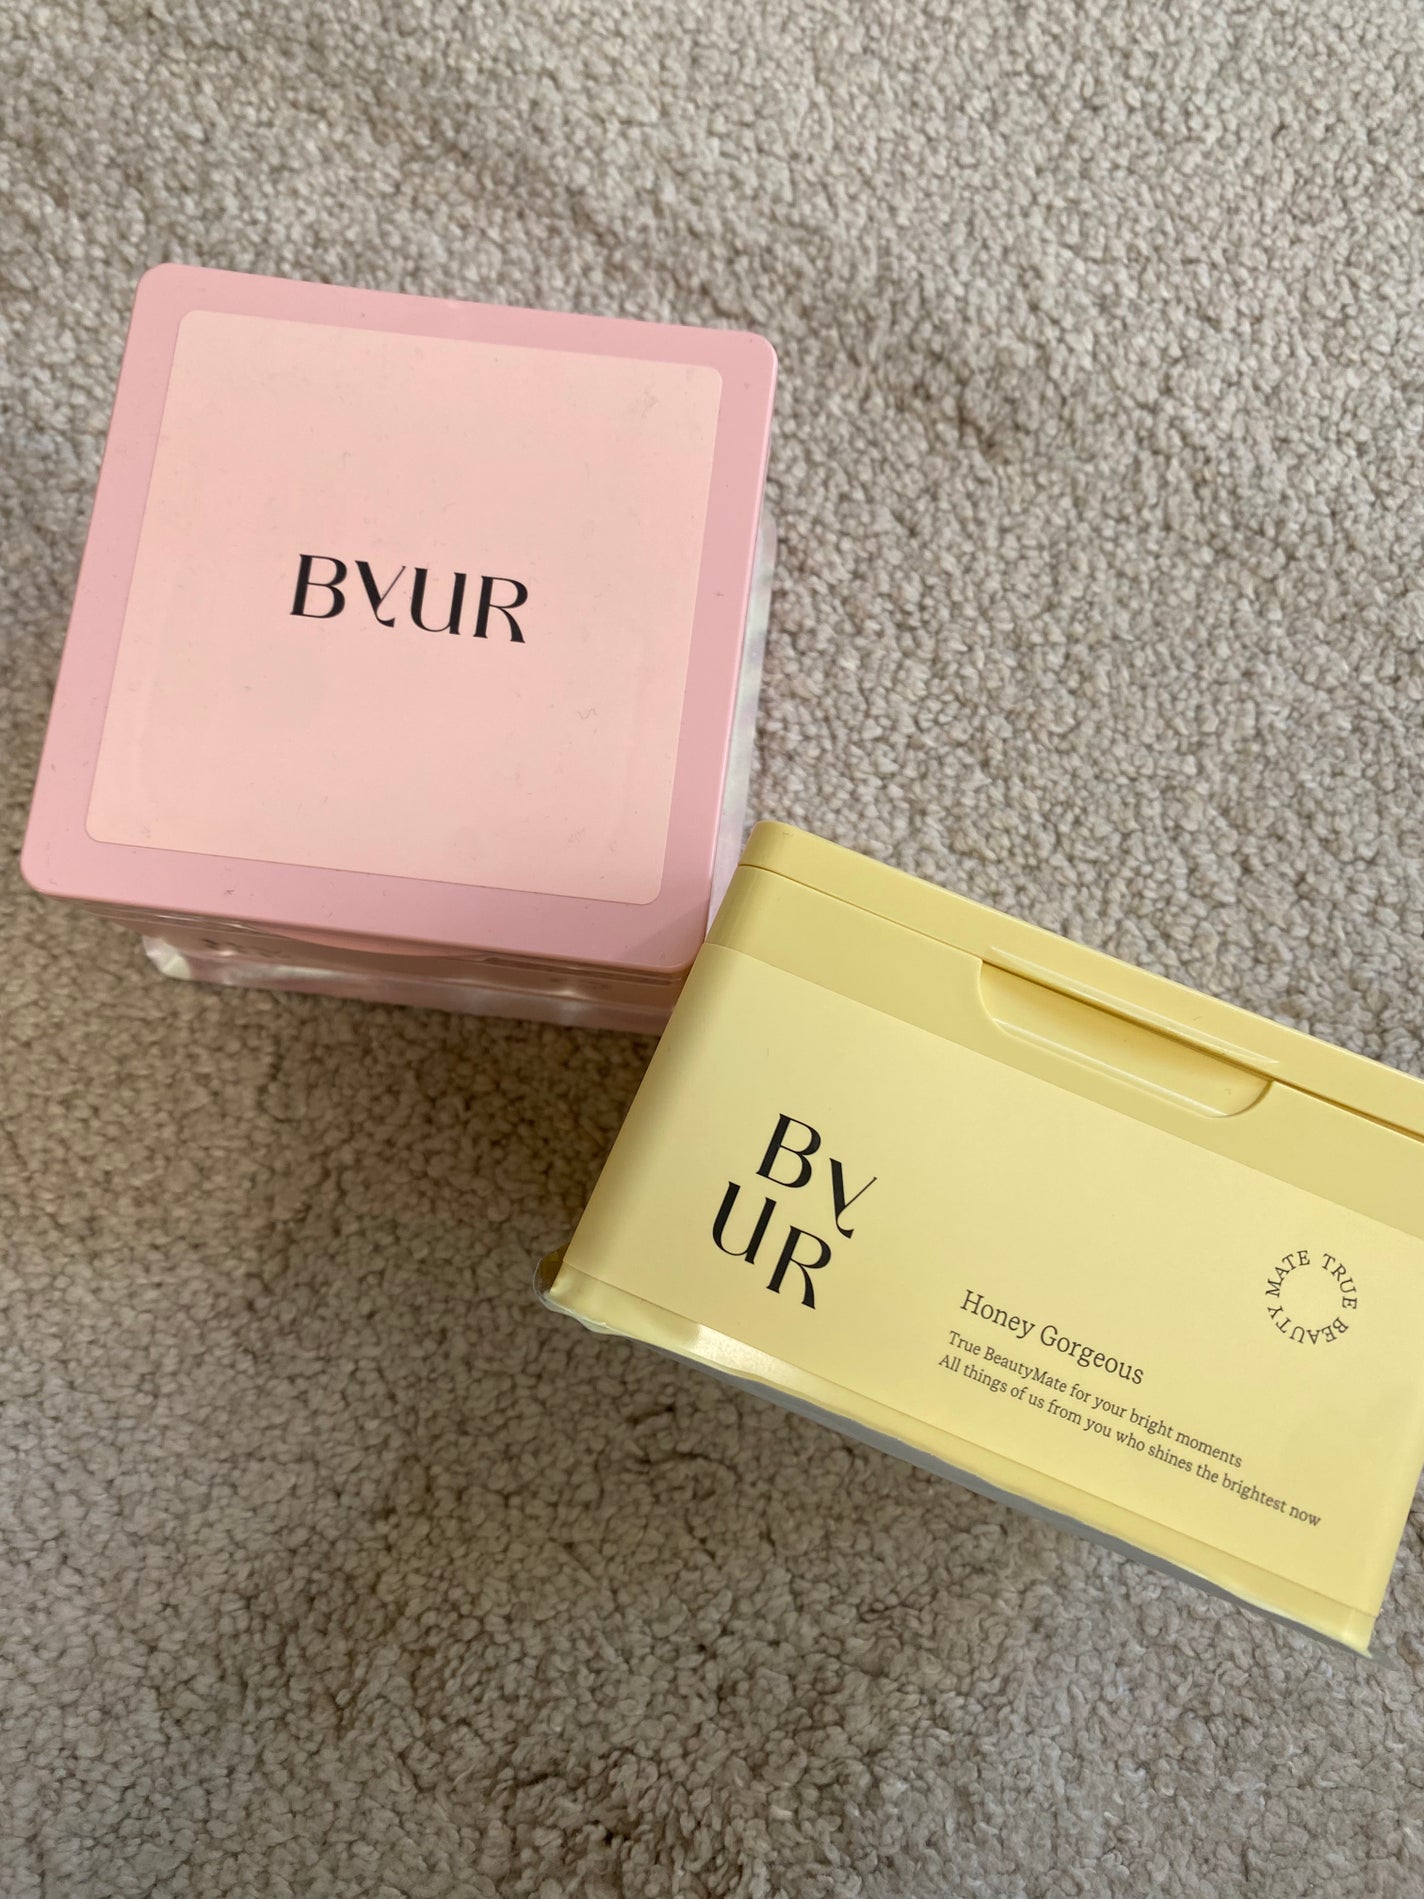 BYUR
BY
UR
Honey Gorgeous
True BeautyMate for your bright moments
All things of us from you who shines the brightest now
MATE TRUE BEAUTY